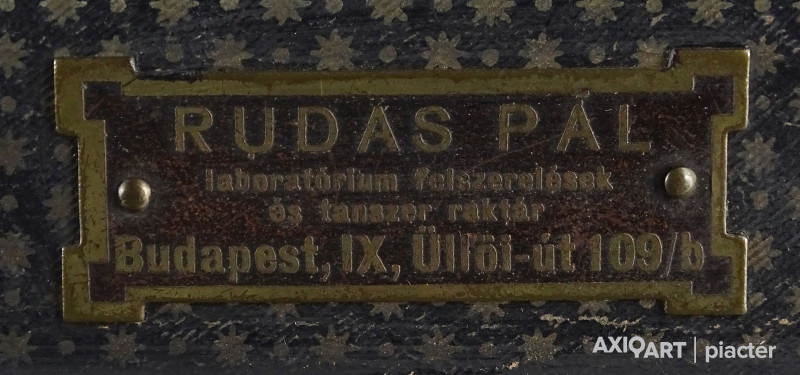 RUDAS PÁL
laboratórium felszerelések
és tanszer raktár
Budapest, IX, Üllői-út 109/b
AXIOART | piactér